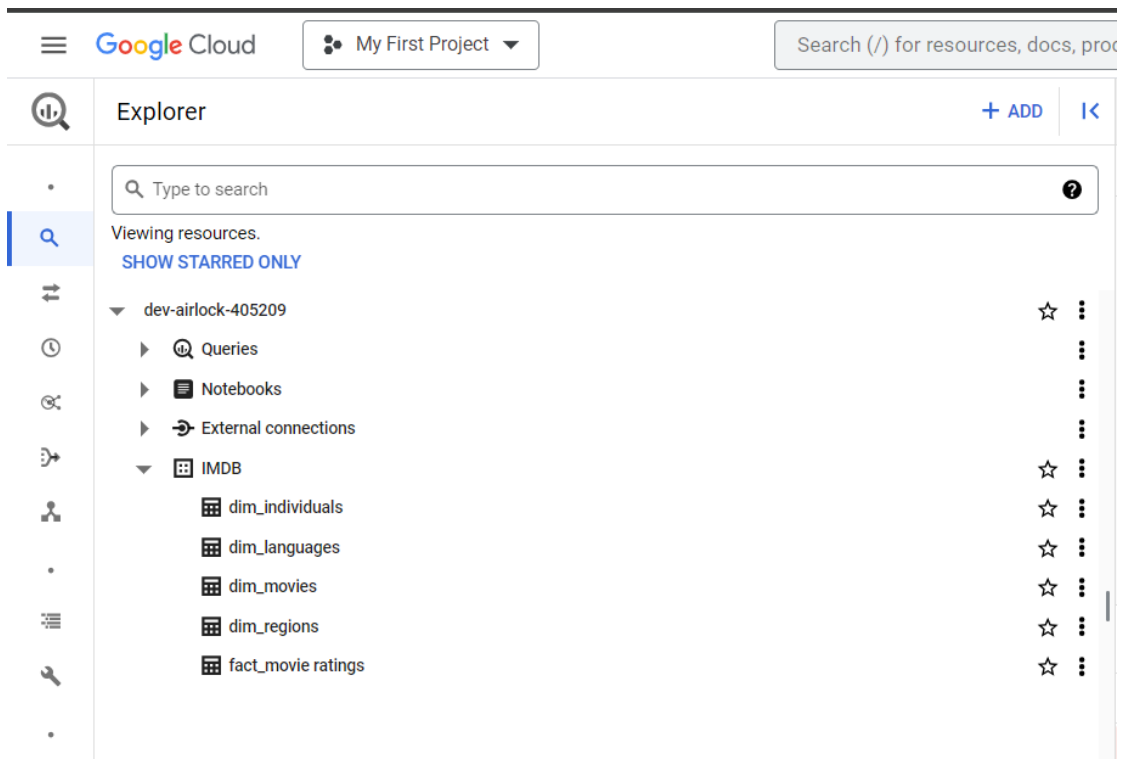 Google Cloud My First Project Search (/) for resources, docs, prod
Explorer + ADD
Type to search
Viewing resources.
SHOW STARRED ONLY
dev-airlock-405209
Queries
Notebooks
External connections
IMDB
dim_individuals
dim_languages
dim_movies
dim_regions
fact_movie ratings